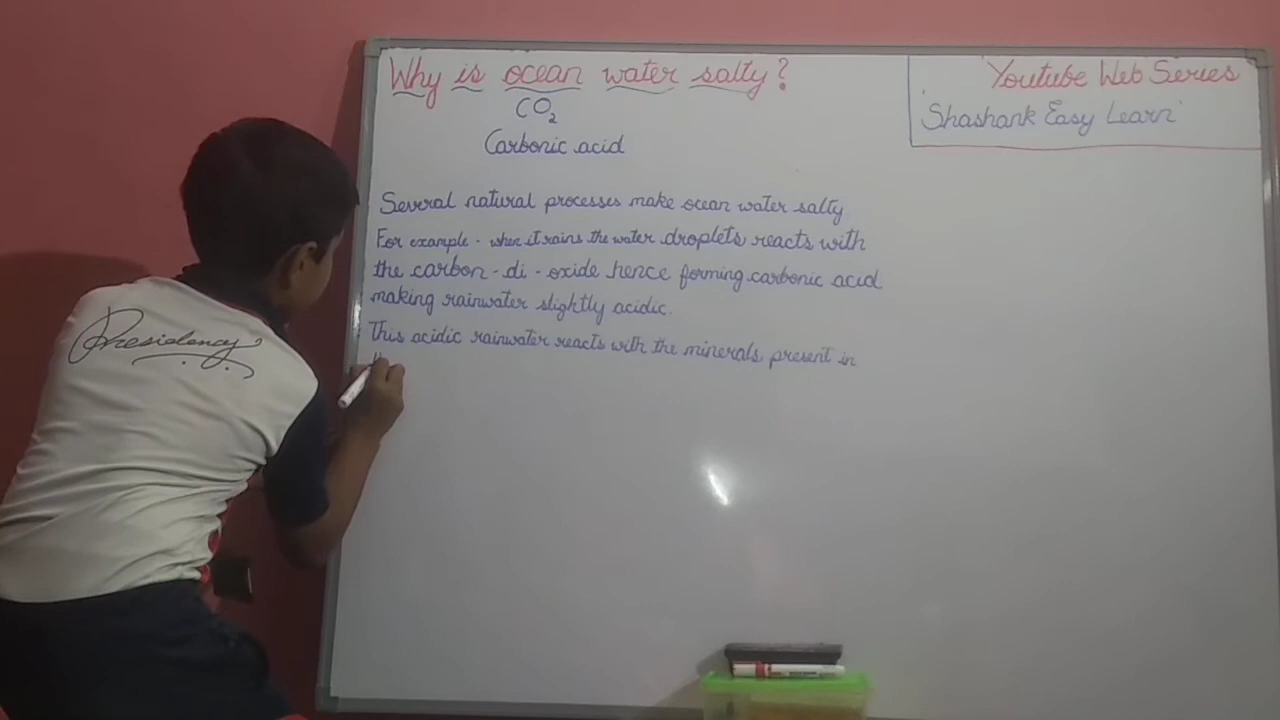 Why is ocean water salty?
CO₂
Carbonic acid
Youtube Web Series
'Shashank Easy Learn'
Several natural processes make ocean water salty
For example - when it rains the water droplets reacts with
the carbon - di - oxide hence forming carbonic acid
making rainwater slightly acidic.
This acidic rainwater reacts with the minerals present in
Presidency